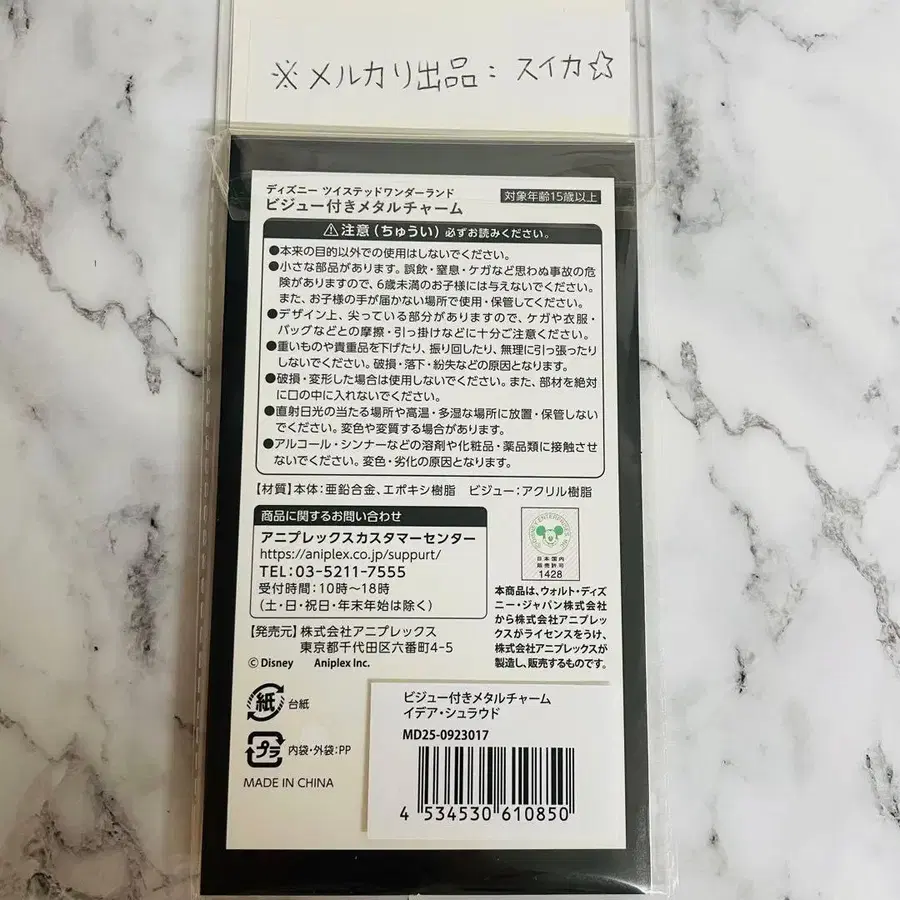 ※メルカリ出品：スイカ☆
ディズニー ツイステッドワンダーランド
ビジュー付きメタルチャーム
対象年齢15歳以上
⚠注意（ちゅうい）必ずお読みください。
●本来の目的以外での使用はしないでください。
●小さな部品があります。誤飲・窒息・ケガなど思わぬ事故の危
険がありますので、6歳未満のお子様には与えないでください。
また、お子様の手が届かない場所で使用・保管してください。
●デザイン上、尖っている部分がありますので、ケガや衣服・
バッグなどとの摩擦・引っ掛けなどに十分ご注意ください。
●重いものや貴重品を下げたり、振り回したり、無理に引っ張ったり
しないでください。破損・落下・紛失などの原因となります。
●破損・変形した場合は使用しないでください。また、部材を絶対
に口の中に入れないでください。
●直射日光の当たる場所や高温・多湿な場所に放置・保管しない
でください。変色や変質する場合があります。
●アルコール・シンナーなどの溶剤や化粧品・薬品類に接触させ
ないでください。変色・劣化の原因となります。
【材質】本体：亜鉛合金、エポキシ樹脂 ビジュー：アクリル樹脂
商品に関するお問い合わせ
アニプレックスカスタマーセンター
https://aniplex.co.jp/suppurt/
TEL：03-5211-7555
受付時間：10時〜18時
（土・日・祝日・年末年始は除く）
【発売元】株式会社アニプレックス
東京都千代田区六番町4-5
© Disney Aniplex Inc.
DISNEY ENTERPRISES, INC.
日本国内
販売許可
1428
本商品は、ウォルト・ディズ
ニー・ジャパン株式会社
から株式会社アニプレッ
クスがライセンスをうけ、
株式会社アニプレックスが
製造し、販売するものです。
紙 台紙
プラ 内袋・外袋：PP
MADE IN CHINA
ビジュー付きメタルチャーム
イデア・シュラウド
MD25-0923017
4 534530 610850